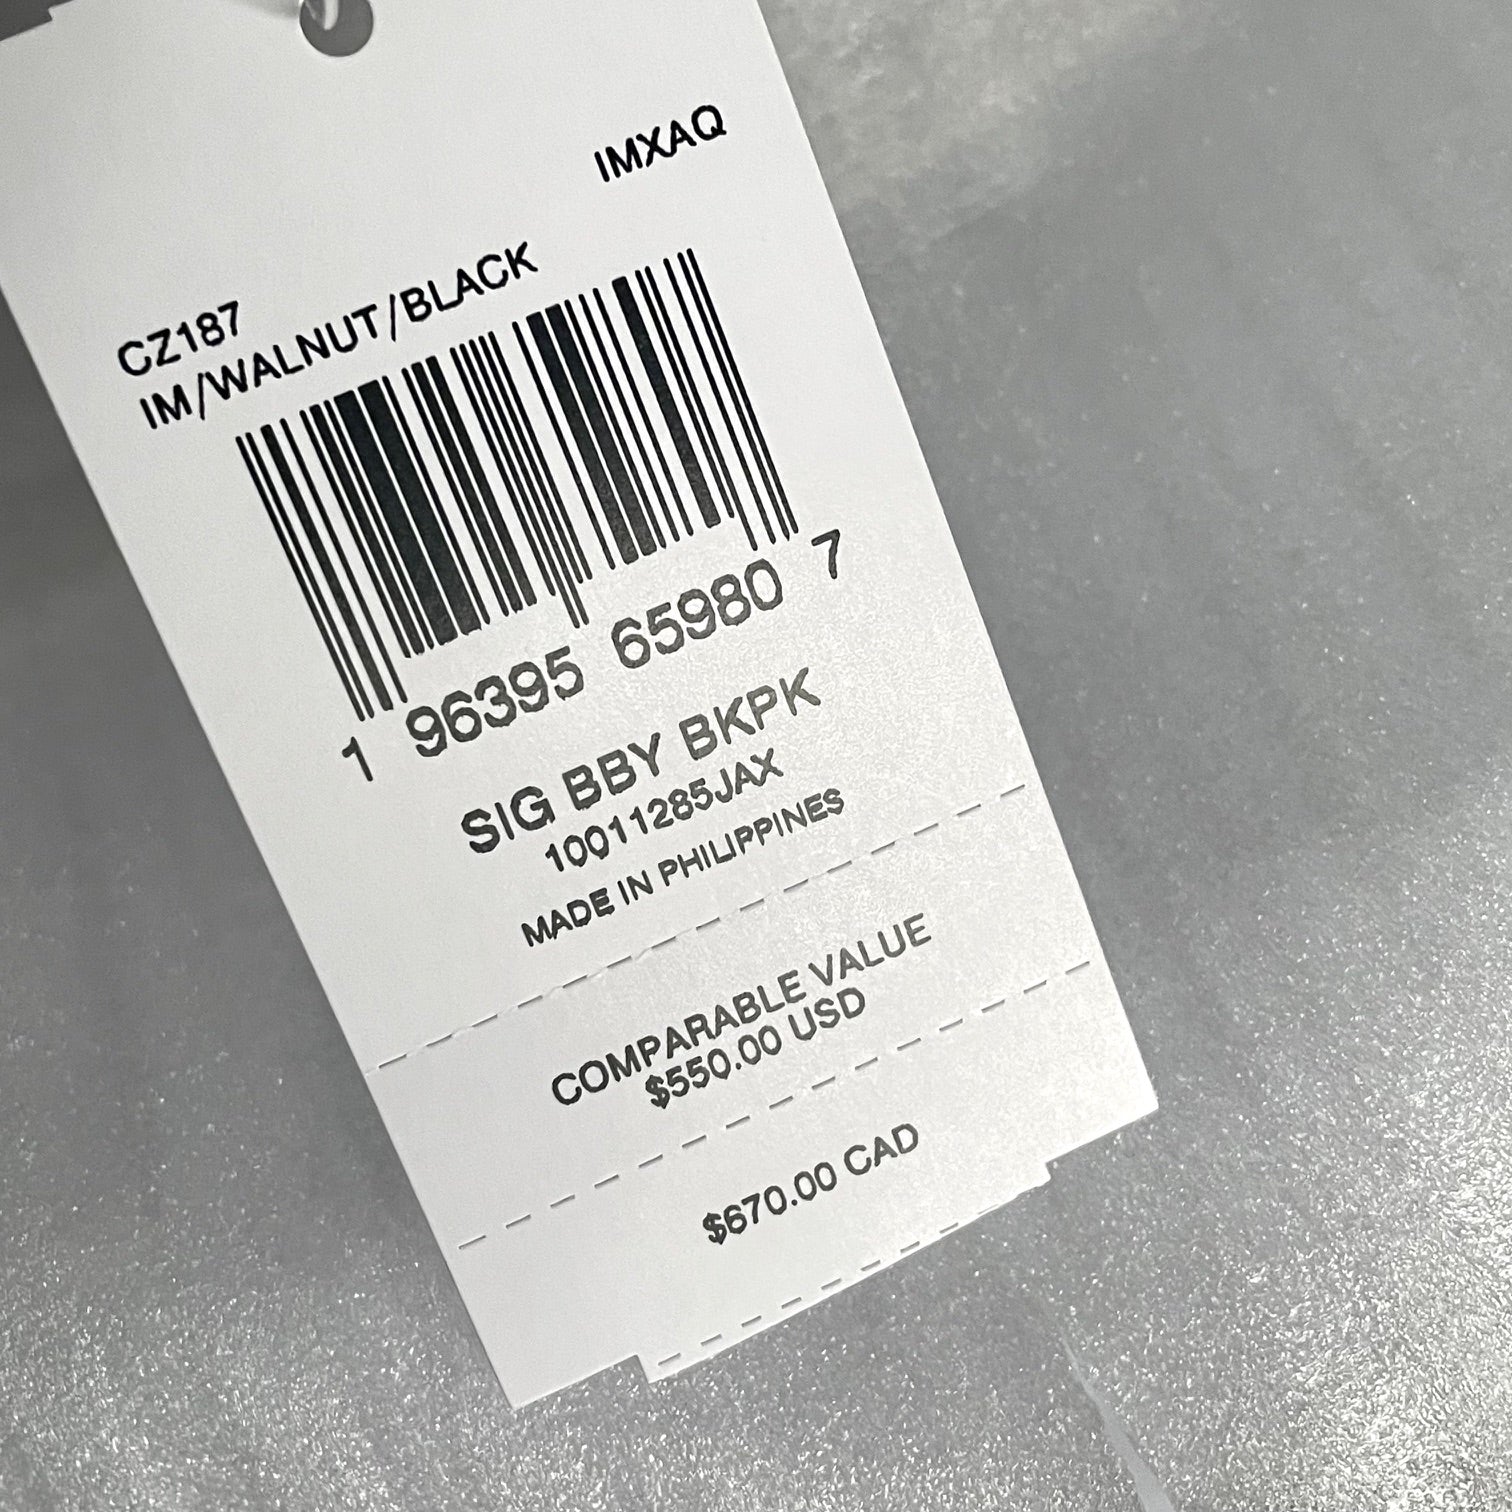 IMXAQ
CZ187
IM/WALNUT/BLACK
1 96395 65980 7
SIG BBY BKPK
10011285JAX
MADE IN PHILIPPINES
COMPARABLE VALUE
$550.00 USD
$670.00 CAD